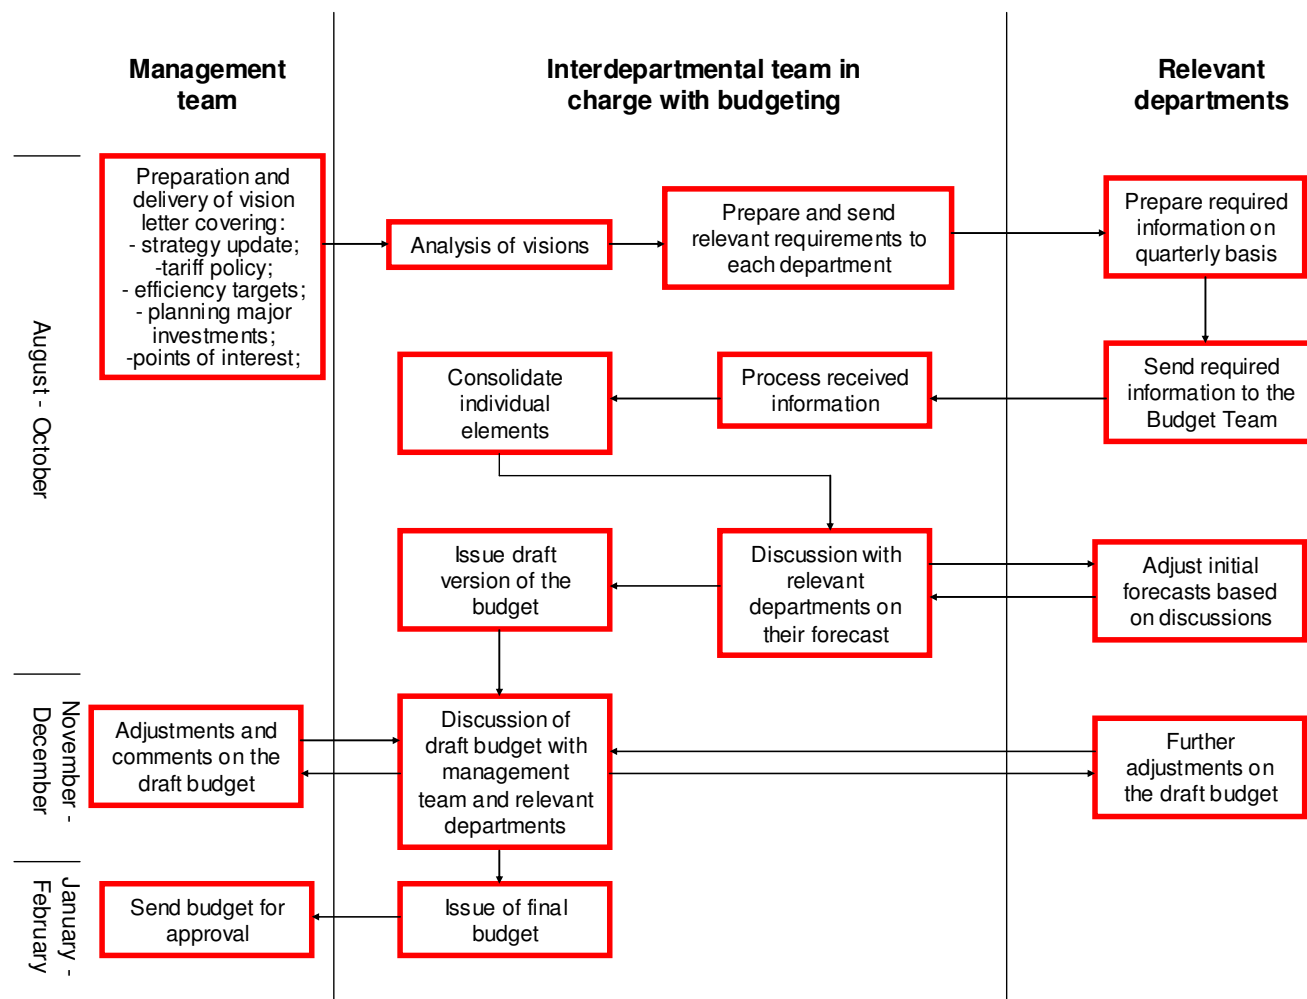 Management
team
Interdepartmental team in
charge with budgeting
Relevant
departments
August - October
Preparation and
delivery of vision
letter covering:
- strategy update;
-tariff policy;
- efficiency targets;
- planning major
investments;
-points of interest;
Analysis of visions
Prepare and send
relevant requirements to
each department
Prepare required
information on
quarterly basis
Consolidate
individual
elements
Process received
information
Send required
information to the
Budget Team
Issue draft
version of the
budget
Discussion with
relevant
departments on
their forecast
Adjust initial
forecasts based
on discussions
November -
December
Adjustments and
comments on the
draft budget
Discussion of
draft budget with
management
team and relevant
departments
Further
adjustments on
the draft budget
January -
February
Send budget for
approval
Issue of final
budget